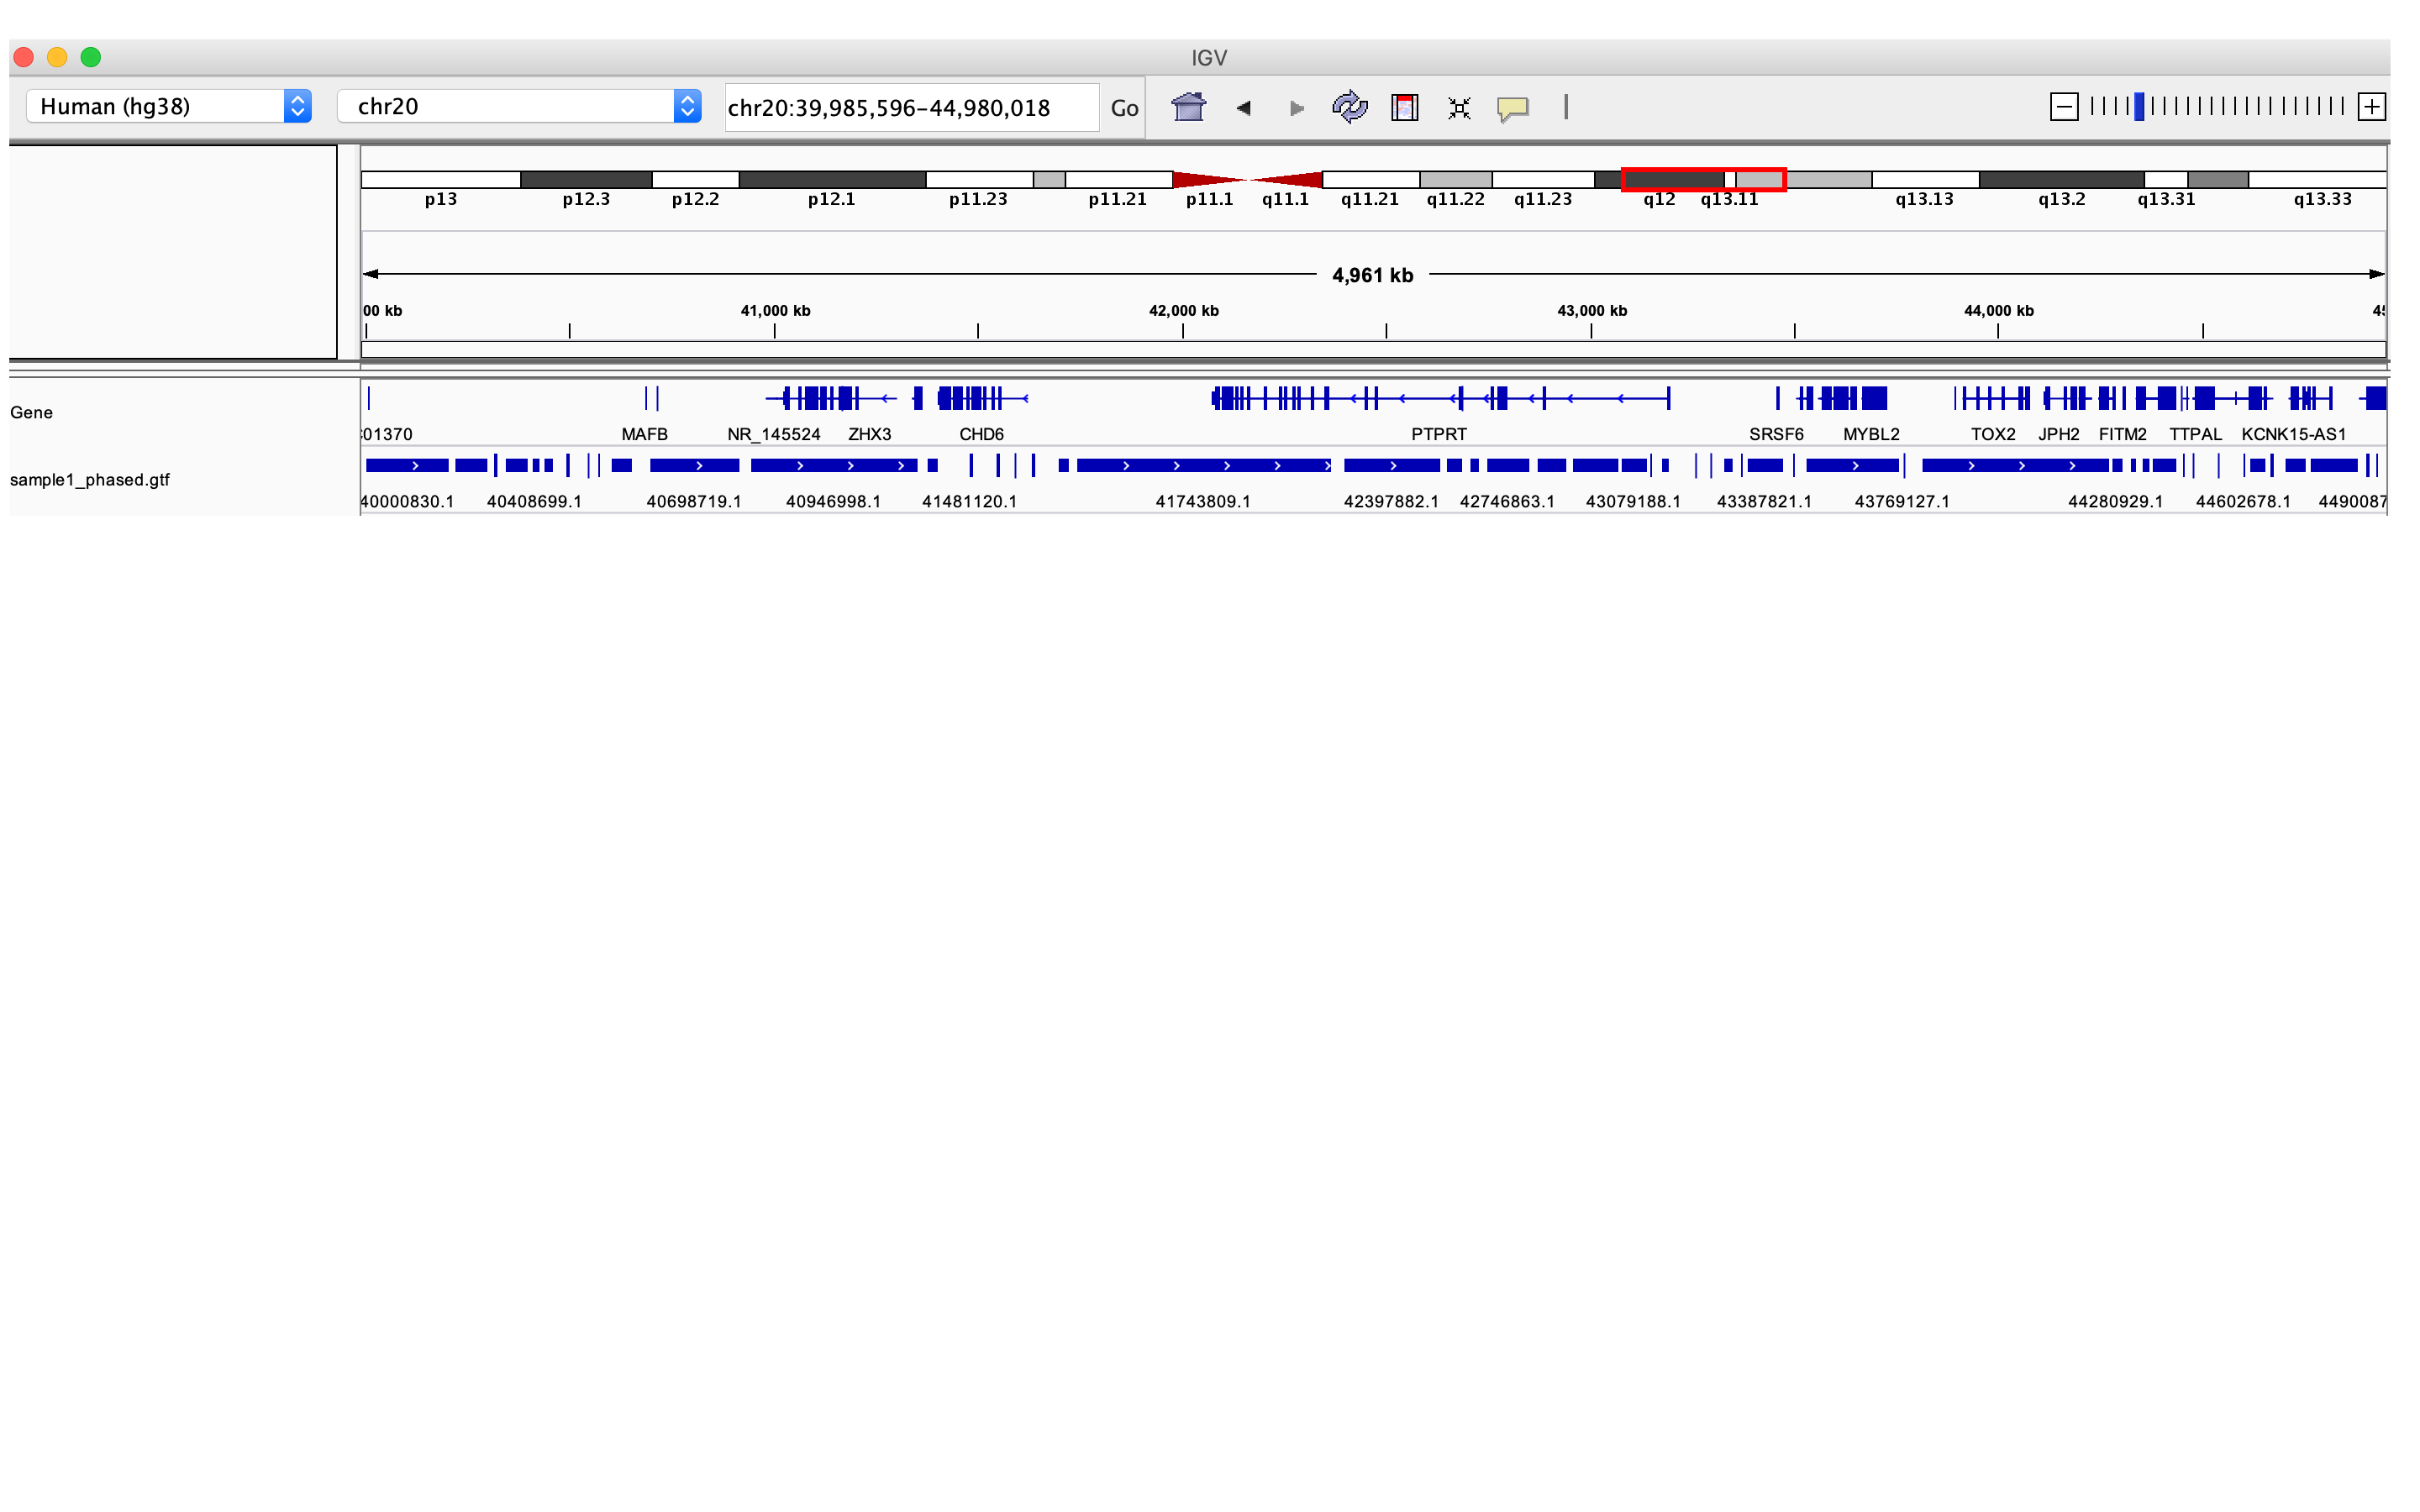 IGV
Human (hg38) chr20 chr20:39,985,596-44,980,018 Go
p13 p12.3 p12.2 p12.1 p11.23 p11.21 p11.1 q11.1 q11.21 q11.22 q11.23 q12 q13.11 q13.13 q13.2 q13.31 q13.33
4,961 kb
00 kb 41,000 kb 42,000 kb 43,000 kb 44,000 kb
Gene
01370 MAFB NR_145524 ZHX3 CHD6 PTPRT SRSF6 MYBL2 TOX2 JPH2 FITM2 TTPAL KCNK15-AS1
sample1_phased.gtf
40000830.1 40408699.1 40698719.1 40946998.1 41481120.1 41743809.1 42397882.1 42746863.1 43079188.1 43387821.1 43769127.1 44280929.1 44602678.1 4490087